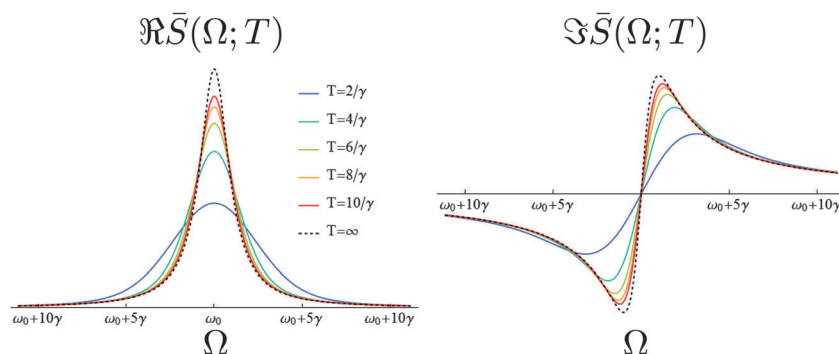 ℜS̄(Ω; T)
T=2/γ
T=4/γ
T=6/γ
T=8/γ
T=10/γ
T=∞
ω₀+10γ ω₀+5γ ω₀ ω₀+5γ ω₀+10γ
Ω
ℑS̄(Ω; T)
ω₀+10γ ω₀+5γ ω₀+5γ ω₀+10γ
Ω